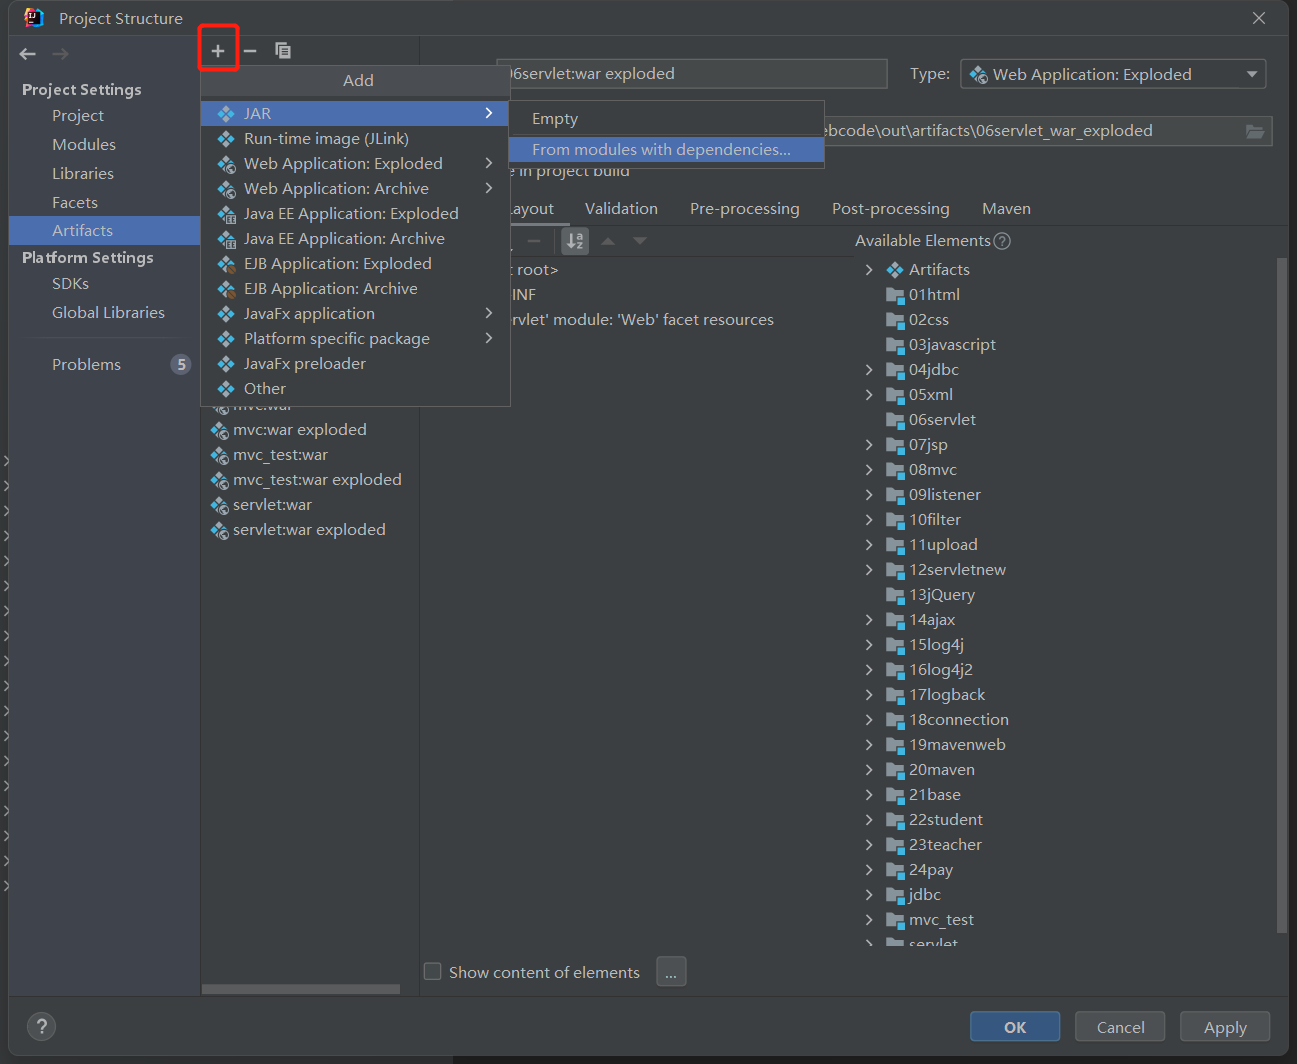 Project Structure
Project Settings
Project
Modules
Libraries
Facets
Artifacts
Platform Settings
SDKs
Global Libraries
Problems 5
Add
JAR
Run-time image (JLink)
Web Application: Exploded
Web Application: Archive
Java EE Application: Exploded
Java EE Application: Archive
EJB Application: Exploded
EJB Application: Archive
JavaFx application
Platform specific package
JavaFx preloader
Other
mvc:war
mvc:war exploded
mvc_test:war
mvc_test:war exploded
servlet:war
servlet:war exploded
Empty
From modules with dependencies...
06servlet:war exploded
Type: Web Application: Exploded
ebcode\out\artifacts\06servlet_war_exploded
e in project build
Layout Validation Pre-processing Post-processing Maven
t root>
INF
rvlet' module: 'Web' facet resources
Available Elements ?
Artifacts
01html
02css
03javascript
04jdbc
05xml
06servlet
07jsp
08mvc
09listener
10filter
11upload
12servletnew
13jQuery
14ajax
15log4j
16log4j2
17logback
18connection
19mavenweb
20maven
21base
22student
23teacher
24pay
jdbc
mvc_test
servlet
Show content of elements ...
? OK Cancel Apply